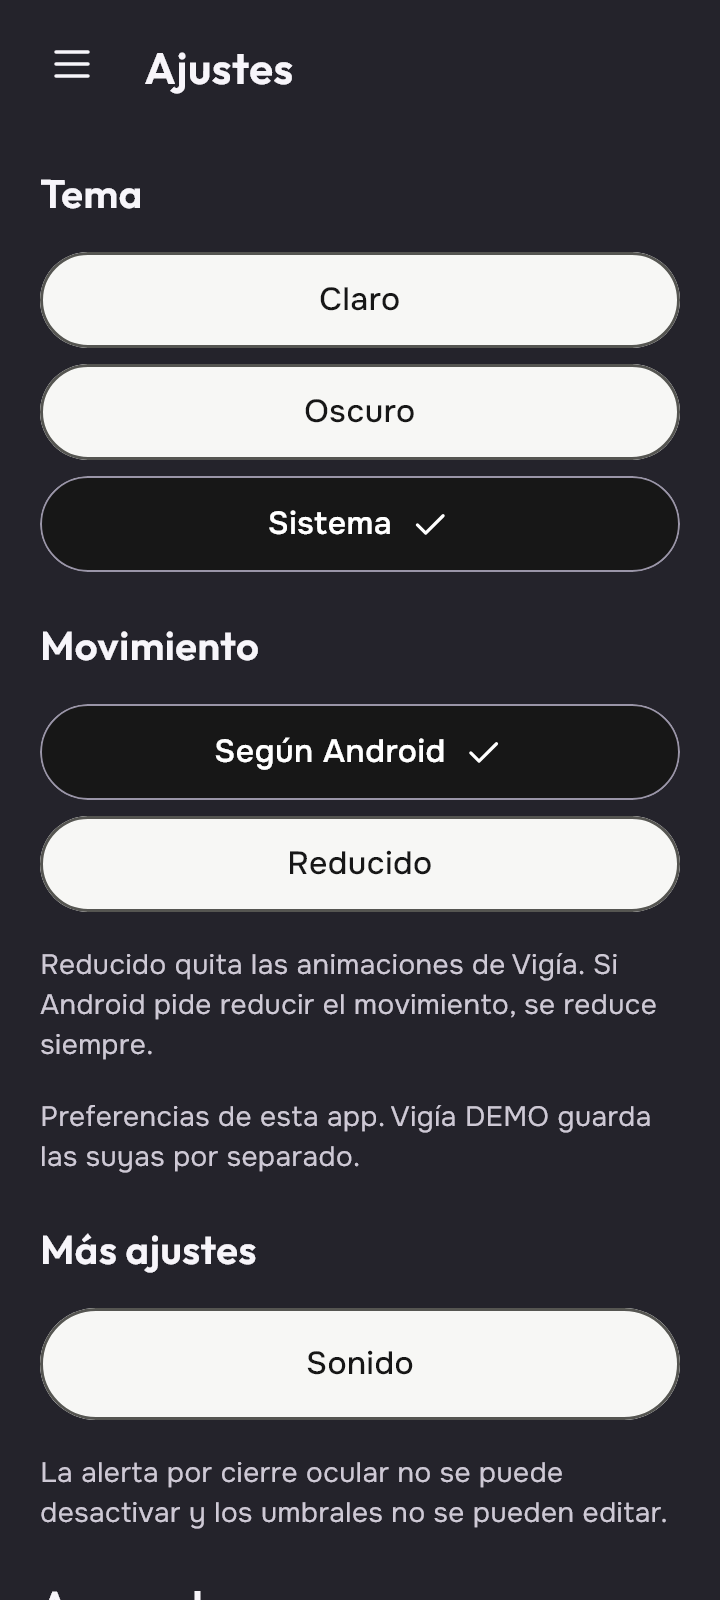 Ajustes
Tema
Claro
Oscuro
Sistema
Movimiento
Según Android
Reducido
Reducido quita las animaciones de Vigía. Si
Android pide reducir el movimiento, se reduce
siempre.
Preferencias de esta app. Vigía DEMO guarda
las suyas por separado.
Más ajustes
Sonido
La alerta por cierre ocular no se puede
desactivar y los umbrales no se pueden editar.